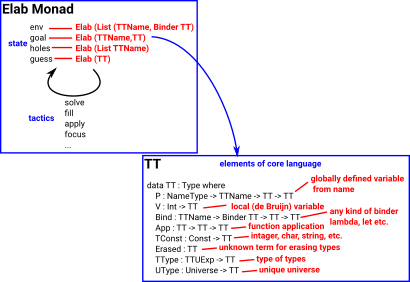 Elab Monad
env Elab (List (TTName, Binder TT)
state goal Elab (TTName,TT)
holes Elab (List TTName)
guess Elab (TT)
solve
fill
tactics apply
focus
...
TT elements of core language
globally defined variable
from name
data TT : Type where
P : NameType -> TTName -> TT -> TT
V : Int -> TT local (de Bruijn) variable
Bind : TTName -> Binder TT -> TT -> TT any kind of binder
lambda, let etc.
App : TT -> TT -> TT function application
TConst : Const -> TT intager, char, string, etc.
Erased : TT unknown term for erasing types
TType : TTUExp -> TT type of types
UType : Universe -> TT unique universe